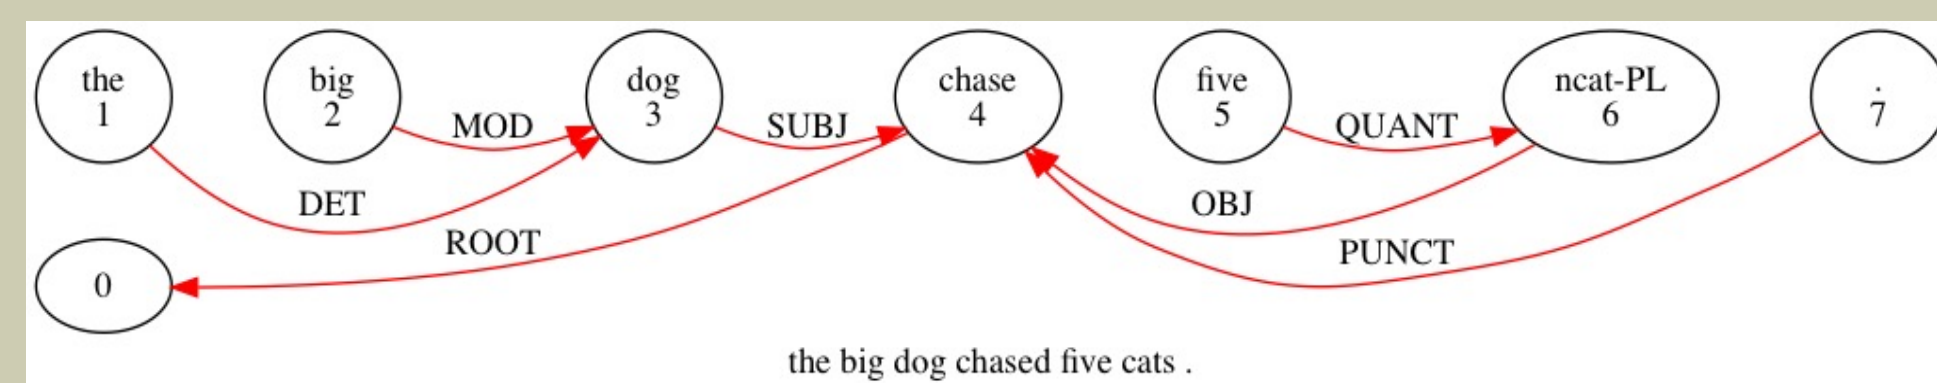 the big dog chase five ncat-PL .
1 2 3 4 5 6 7
MOD SUBJ QUANT
DET OBJ
ROOT PUNCT
0
the big dog chased five cats .